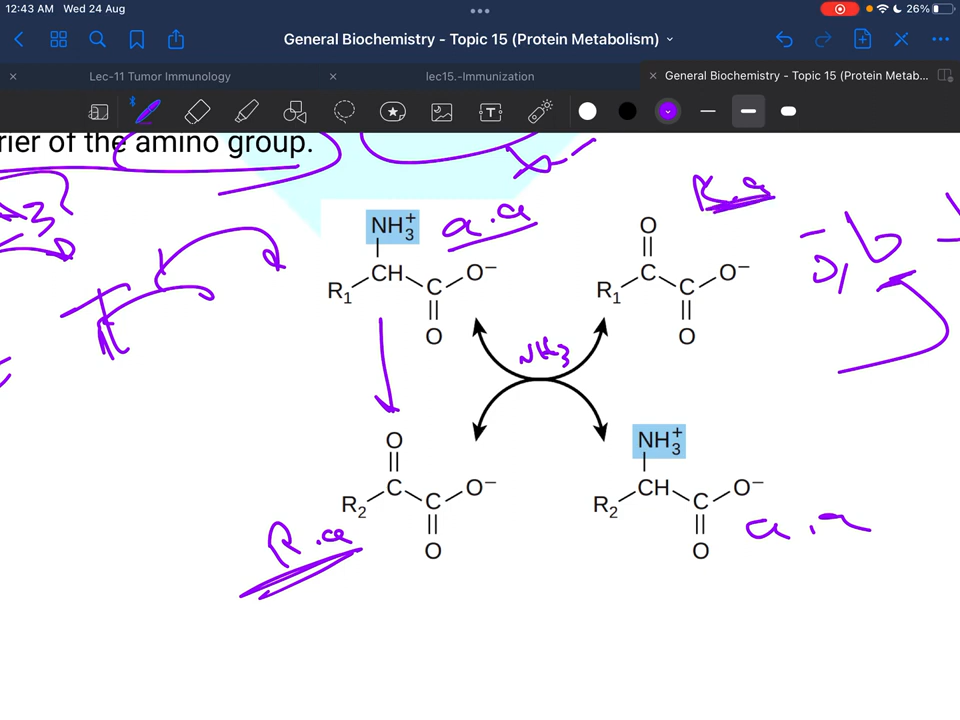 12:43 AM Wed 24 Aug
26%
General Biochemistry - Topic 15 (Protein Metabolism)
Lec-11 Tumor Immunology
lec15.-Immunization
General Biochemistry - Topic 15 (Protein Metab...
rier of the amino group.
NH3+
a.a
K.a
O
CH
C
O−
R1
O
R1
C
C
O−
O
NH3
O
R2
C
C
O−
O
K.a
NH3+
R2
CH
C
O−
O
a.a